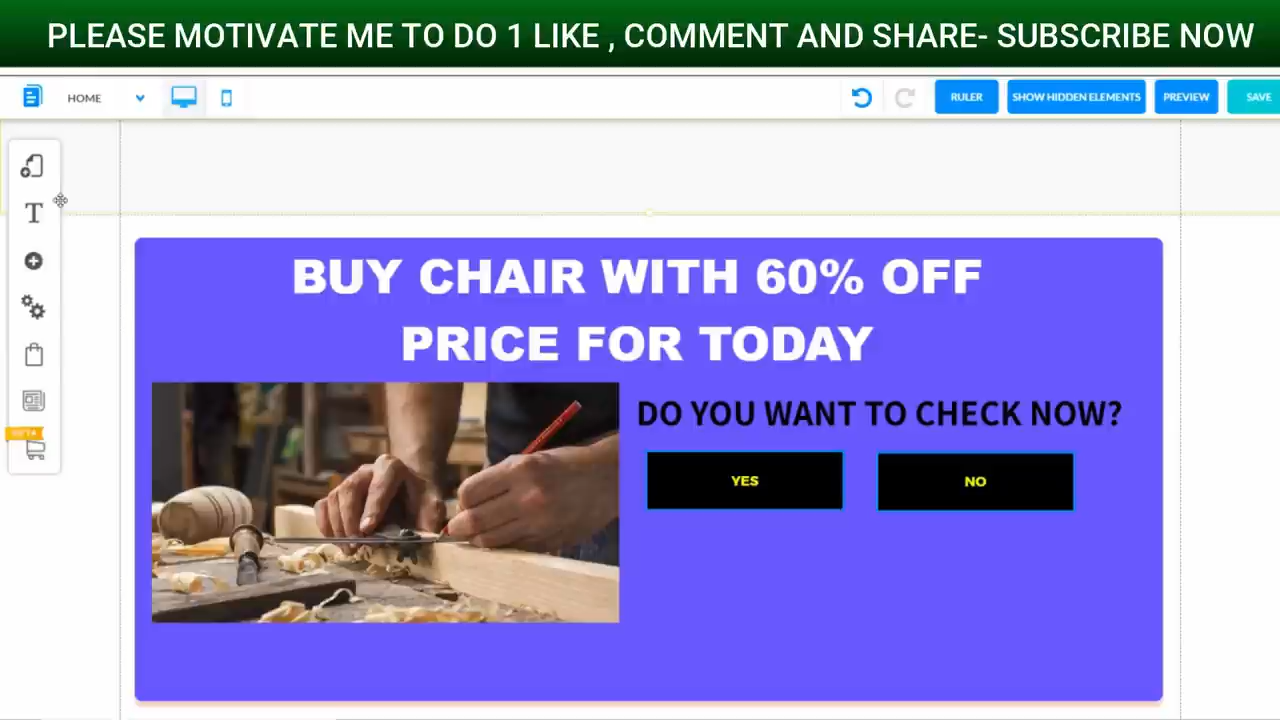 PLEASE MOTIVATE ME TO DO 1 LIKE , COMMENT AND SHARE- SUBSCRIBE NOW
HOME
RULER
SHOW HIDDEN ELEMENTS
PREVIEW
SAVE
T
BUY CHAIR WITH 60% OFF
PRICE FOR TODAY
DO YOU WANT TO CHECK NOW?
YES
NO